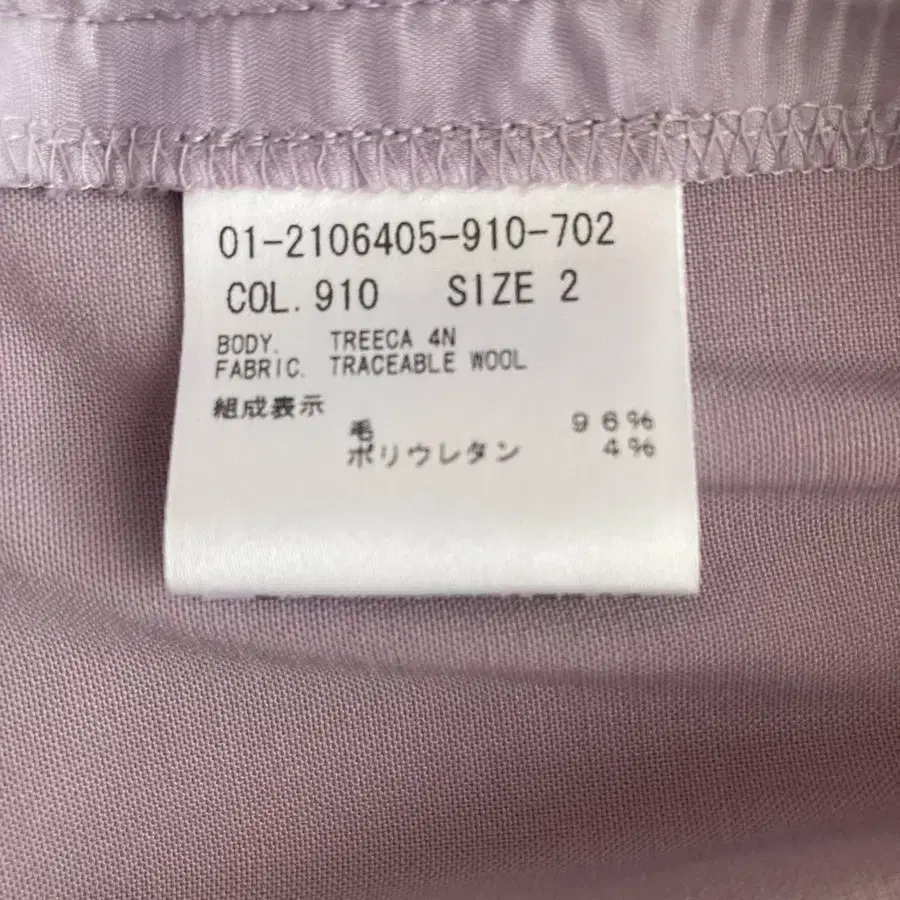 01-2106405-910-702
COL. 910 SIZE 2
BODY. TREECA 4N
FABRIC. TRACEABLE WOOL
組成表示
毛 96%
ポリウレタン 4%